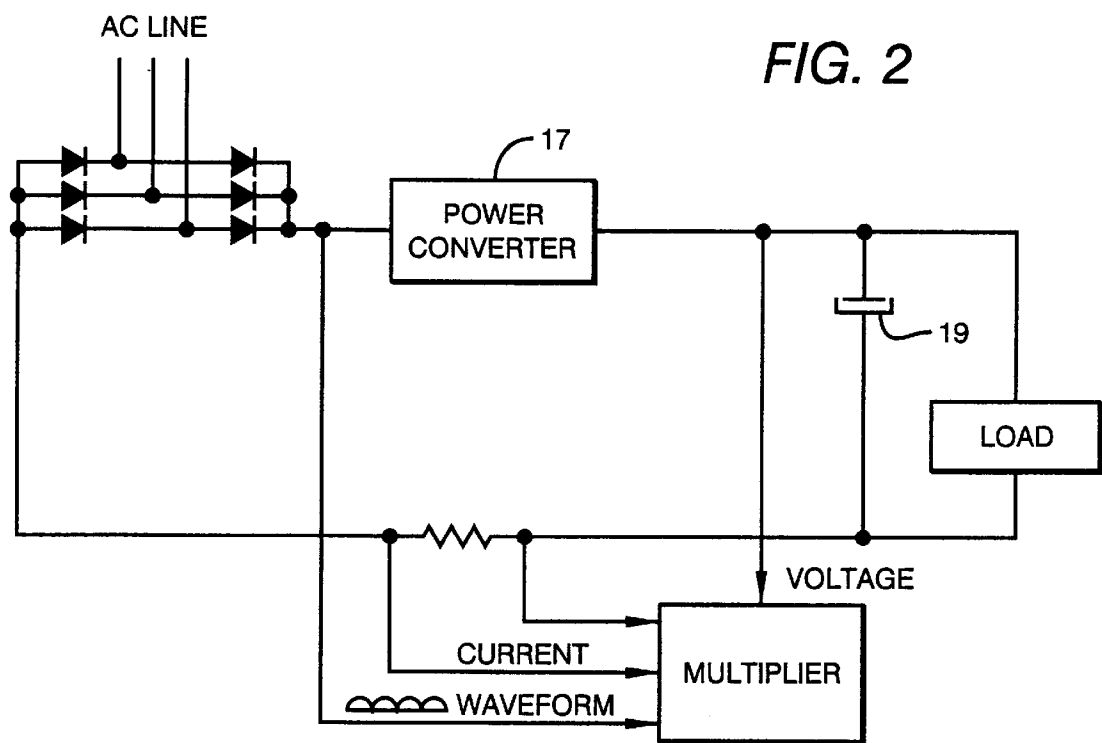 AC LINE
FIG. 2
17
POWER
CONVERTER
19
LOAD
VOLTAGE
CURRENT
MULTIPLIER
WAVEFORM